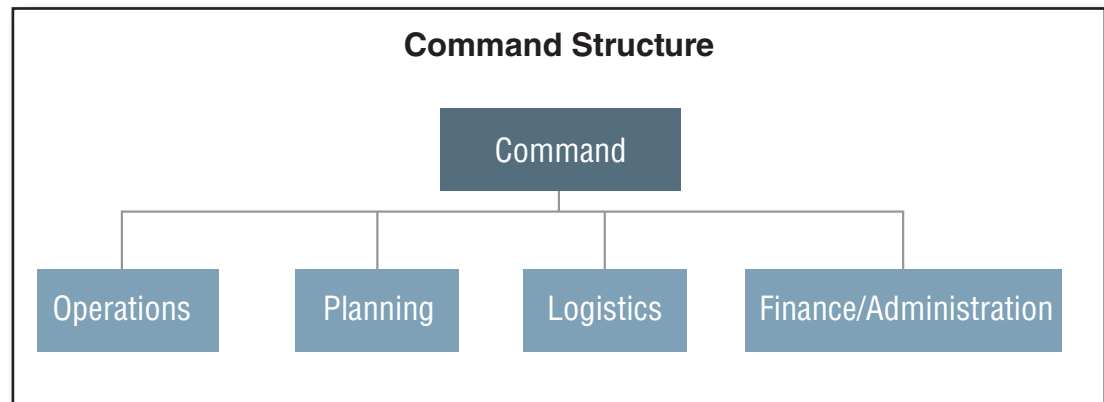 Command Structure
Command
Operations
Planning
Logistics
Finance/Administration